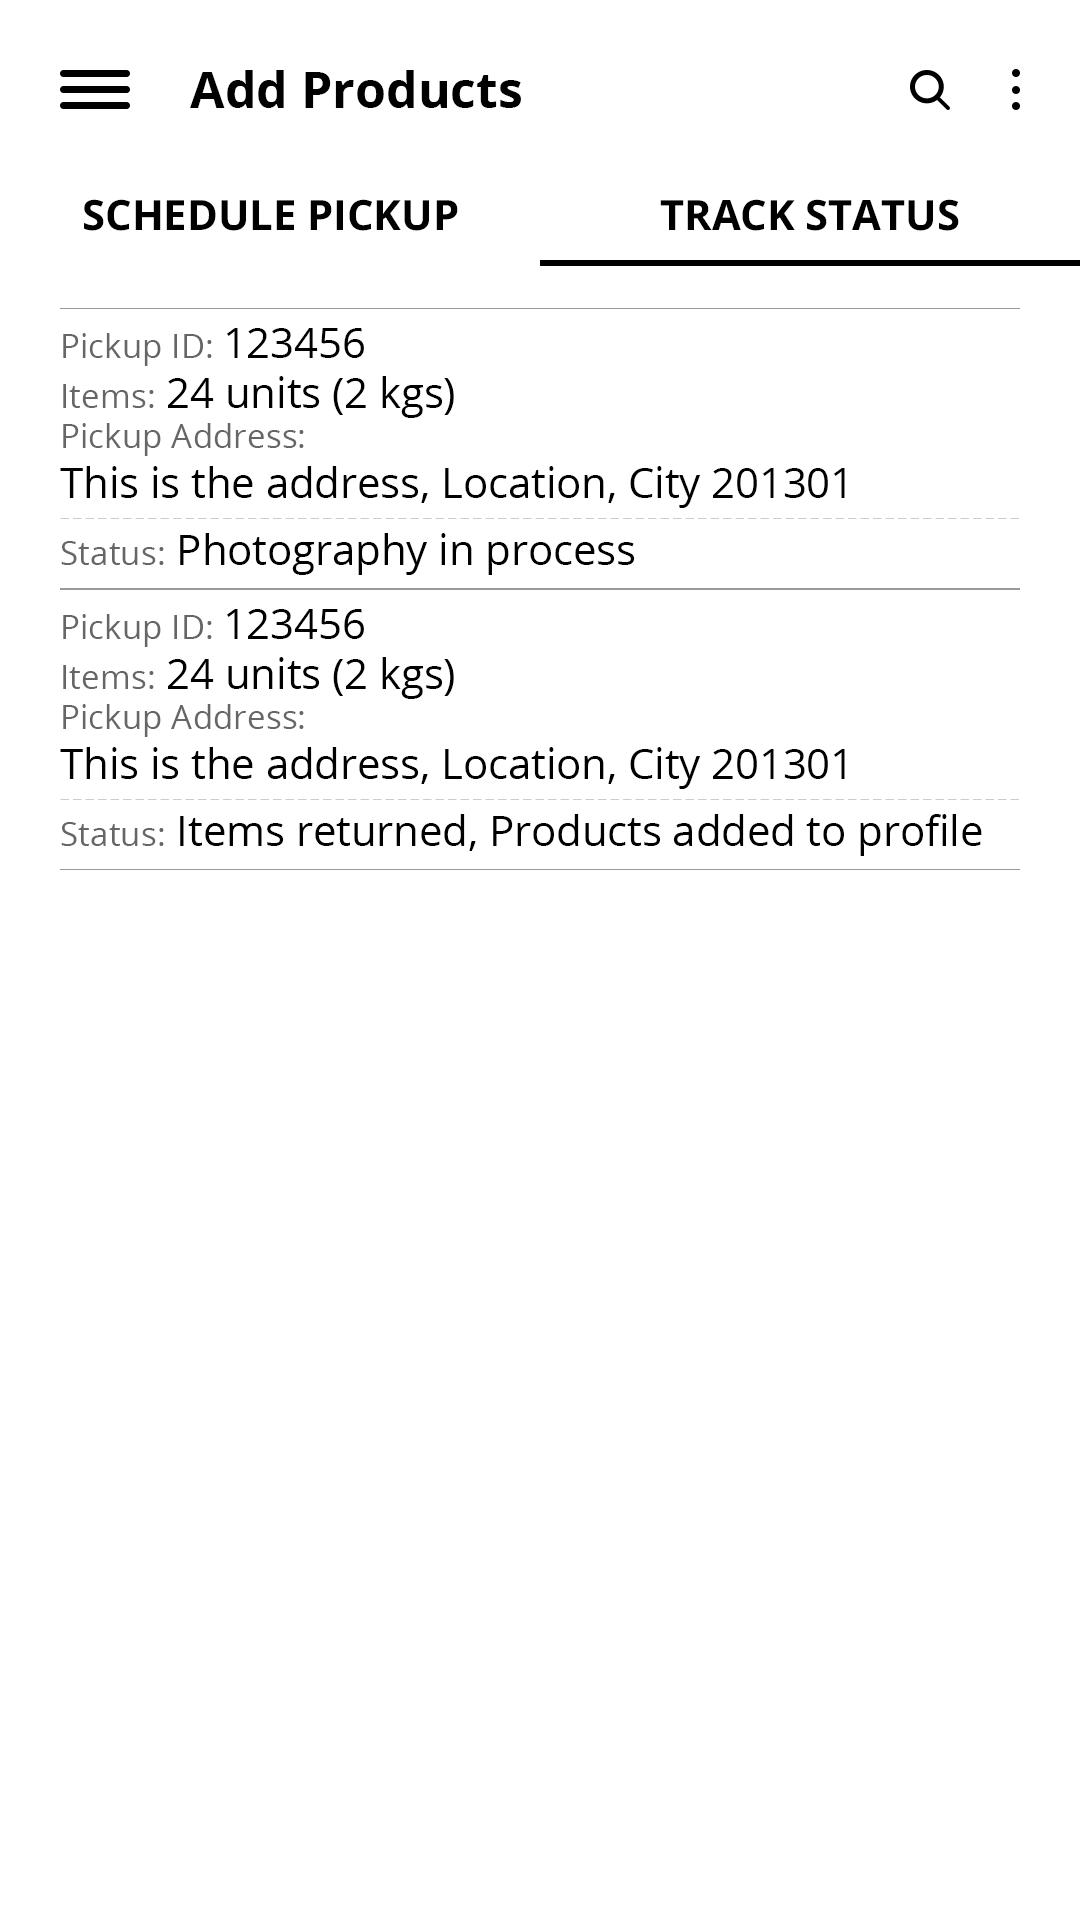 Add Products
SCHEDULE PICKUP
TRACK STATUS
Pickup ID: 123456
Items: 24 units (2 kgs)
Pickup Address:
This is the address, Location, City 201301
Status: Photography in process
Pickup ID: 123456
Items: 24 units (2 kgs)
Pickup Address:
This is the address, Location, City 201301
Status: Items returned, Products added to profile